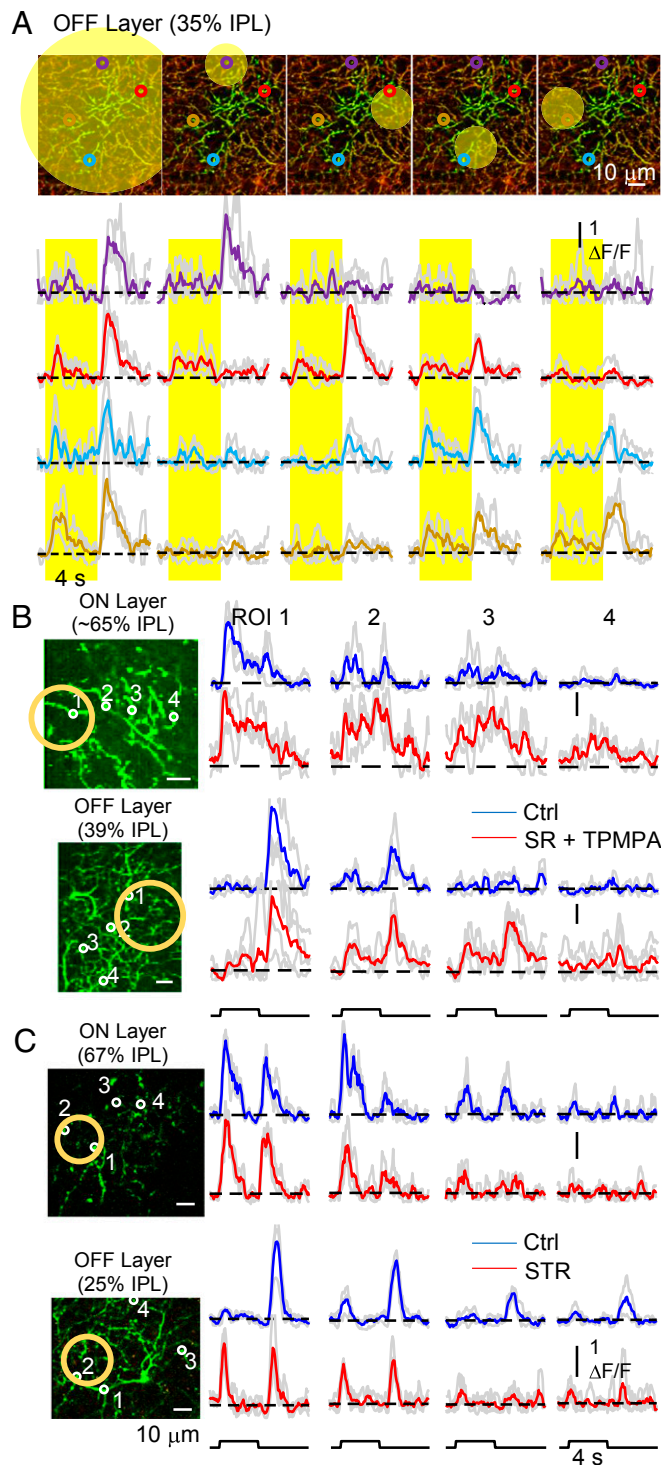 A
OFF Layer (35% IPL)
10 μm
1
ΔF/F
4 s
B
ON Layer
(~65% IPL)
ROI 1
2
3
4
1
2
3
4
OFF Layer
(39% IPL)
Ctrl
SR + TPMPA
1
2
3
4
C
ON Layer
(67% IPL)
3
4
2
1
OFF Layer
(25% IPL)
Ctrl
STR
4
3
2
1
1
ΔF/F
10 μm
4 s